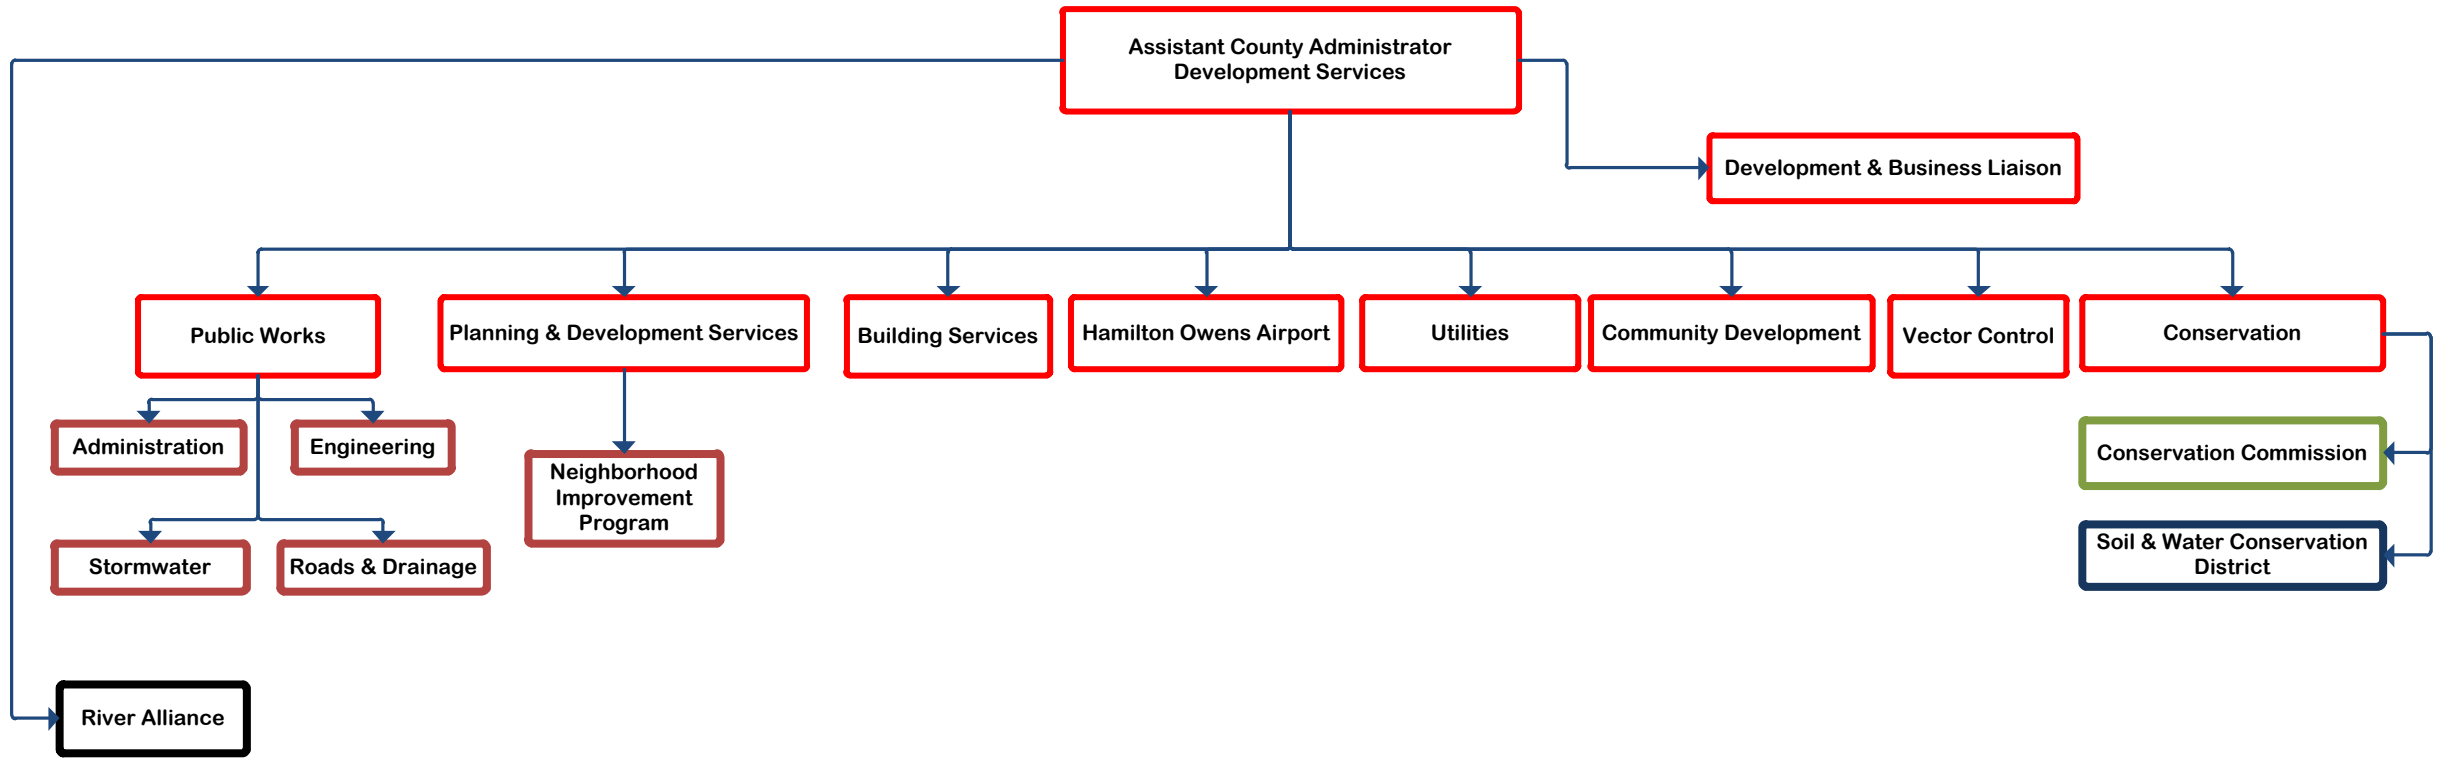 Assistant County Administrator
Development Services
Development & Business Liaison
Public Works
Planning & Development Services
Building Services
Hamilton Owens Airport
Utilities
Community Development
Vector Control
Conservation
Administration
Engineering
Neighborhood
Improvement
Program
Conservation Commission
Stormwater
Roads & Drainage
Soil & Water Conservation
District
River Alliance